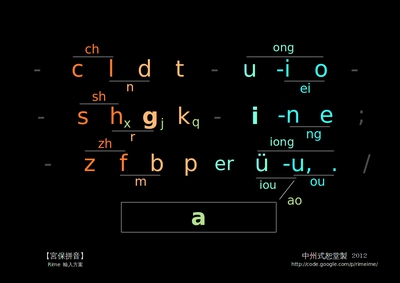 ch ong
- c l d t - u -i o -
n ei
sh
- s h x g j k q - i -n e ;
r ng
zh iong
- z f b p er ü -u, . /
m iou ou
ao
a
【宮保拼音】 中州式恕堂製 2012
Rime 輸入方案 http://code.google.com/p/rimeime/